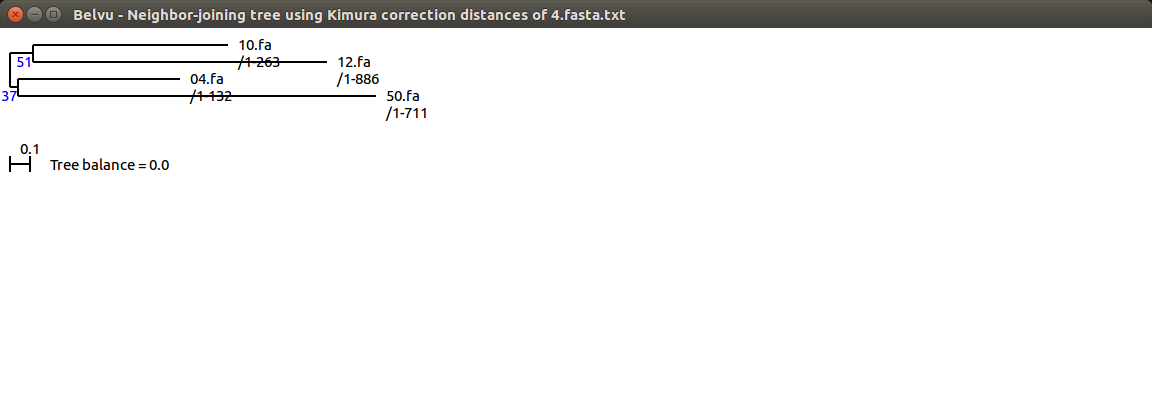 Belvu - Neighbor-joining tree using Kimura correction distances of 4.fasta.txt
10.fa
/1-263
51
12.fa
/1-886
04.fa
/1-132
37
50.fa
/1-711
0.1
Tree balance = 0.0